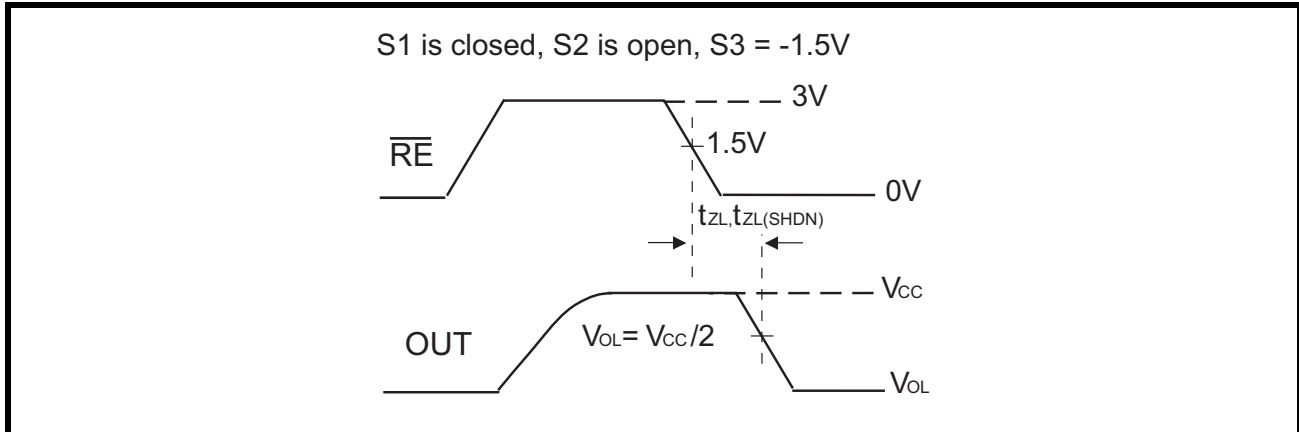 S1 is closed, S2 is open, S3 = -1.5V
3V
RE
1.5V
0V
tZL,tZL(SHDN)
VCC
OUT
VOL= VCC/2
VOL